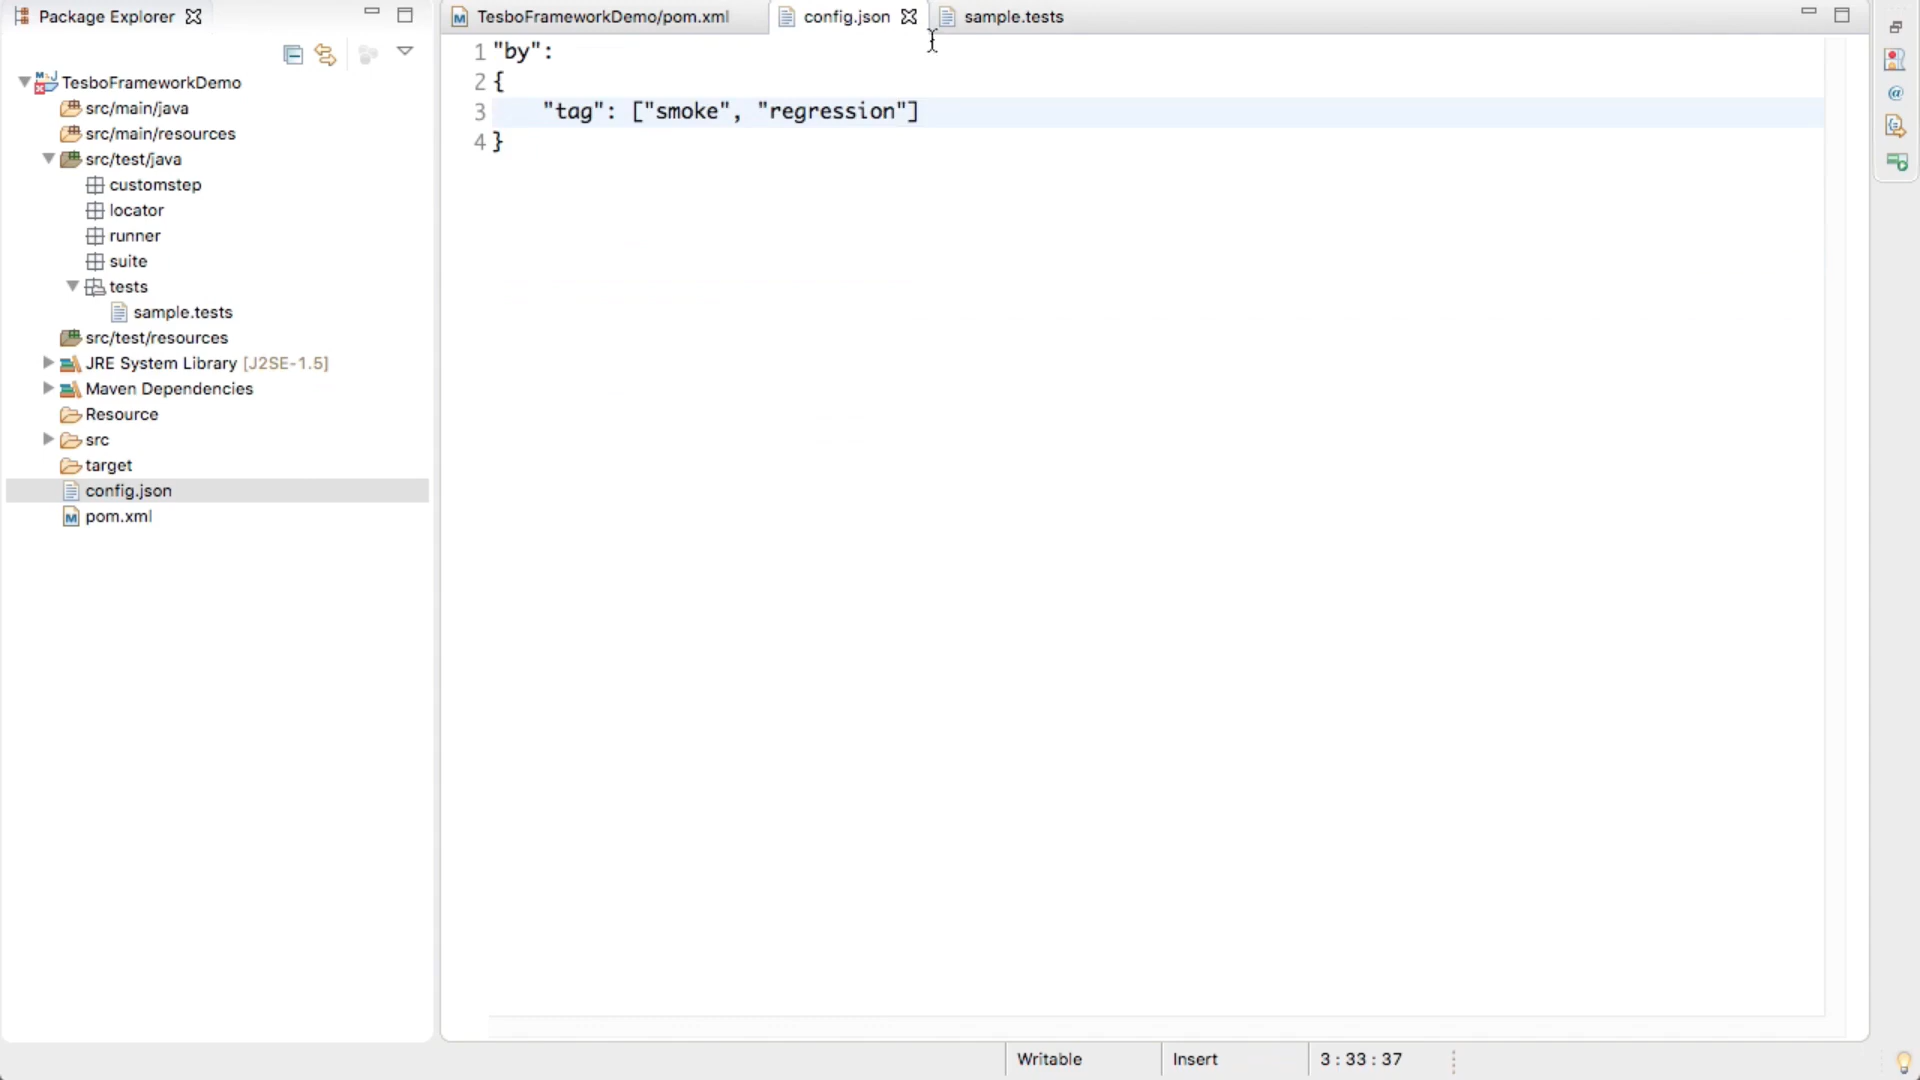 Package Explorer
TesboFrameworkDemo
src/main/java
src/main/resources
src/test/java
customstep
locator
runner
suite
tests
sample.tests
src/test/resources
JRE System Library [J2SE-1.5]
Maven Dependencies
Resource
src
target
config.json
pom.xml
TesboFrameworkDemo/pom.xml
config.json
sample.tests
1 "by":
2 {
3 "tag": ["smoke", "regression"]
4 }
Writable
Insert
3 : 33 : 37